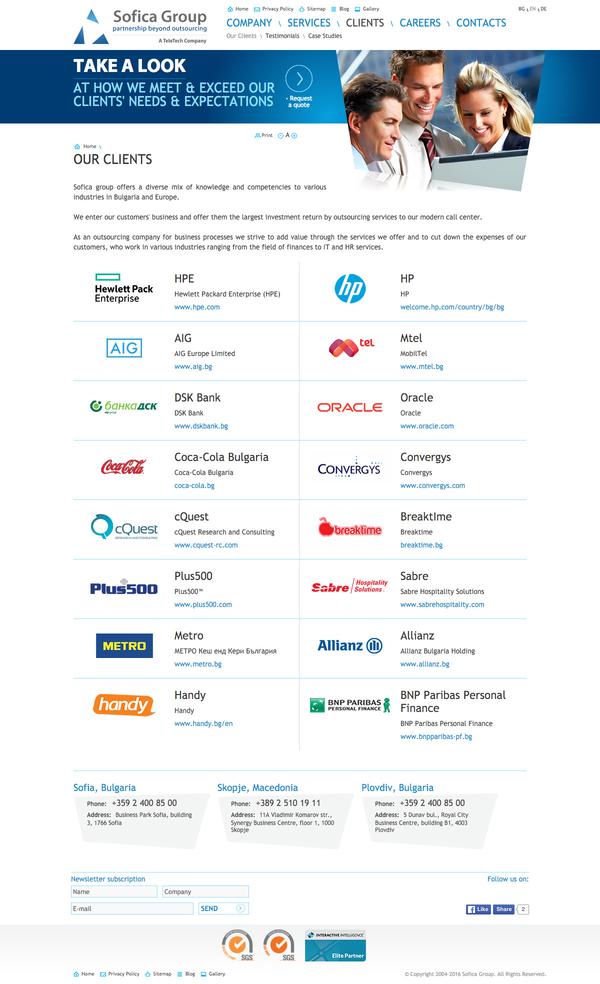 Sofica Group
partnership beyond outsourcing
A TeleTech Company
Home Privacy Policy Sitemap Blog Gallery
BG \ EN \ DE
COMPANY \ SERVICES \ CLIENTS \ CAREERS \ CONTACTS
Our Clients \ Testimonials \ Case Studies
TAKE A LOOK
AT HOW WE MEET & EXCEED OUR
CLIENTS' NEEDS & EXPECTATIONS
- Request
a quote
Print A
Home \
OUR CLIENTS
Sofica group offers a diverse mix of knowledge and competencies to various
industries in Bulgaria and Europe.
We enter our customers' business and offer them the largest investment return by outsourcing services to our modern call center.
As an outsourcing company for business processes we strive to add value through the services we offer and to cut down the expenses of our
customers, who work in various industries ranging from the field of finances to IT and HR services.
Hewlett Pack
Enterprise
HPE
Hewlett Packard Enterprise (HPE)
www.hpe.com
hp
HP
HP
welcome.hp.com/country/bg/bg
AIG
AIG
AIG Europe Limited
www.aig.bg
tel
Mtel
MobilTel
www.mtel.bg
банка дск
DSK Bank
DSK Bank
www.dskbank.bg
ORACLE
Oracle
Oracle
www.oracle.com
Coca-Cola
Coca-Cola Bulgaria
Coca-Cola Bulgaria
coca-cola.bg
CONVERGYS
Convergys
Convergys
www.convergys.com
cQuest
RESEARCH AND CONSULTING
cQuest
cQuest Research and Consulting
www.cquest-rc.com
breaktime
Breaktime
Breaktime
breaktime.bg
Plus500
Plus500
Plus500™
www.plus500.com
Sabre Hospitality
Solutions
Sabre
Sabre Hospitality Solutions
www.sabrehospitality.com
METRO
Metro
МЕТРО Кеш енд Кери България
www.metro.bg
Allianz
Allianz
Allianz Bulgaria Holding
www.allianz.bg
handy
Handy
Handy
www.handy.bg/en
BNP PARIBAS
PERSONAL FINANCE
BNP Paribas Personal
Finance
BNP Paribas Personal Finance
www.bnpparibas-pf.bg
Sofia, Bulgaria
Phone: +359 2 400 85 00
Address: Business Park Sofia, building
3, 1766 Sofia
Skopje, Macedonia
Phone: +389 2 510 19 11
Address: 11A Vladimir Komarov str.,
Synergy Business Centre, floor 1, 1000
Skopje
Plovdiv, Bulgaria
Phone: +359 2 400 85 00
Address: 5 Dunav bul., Royal City
Business Centre, building B1, 4003
Plovdiv
Newsletter subscription
Follow us on:
Name
Company
E-mail
SEND
Like Share 2
SGS
SGS
INTERACTIVE INTELLIGENCE
Elite Partner
Home Privacy Policy Sitemap Blog Gallery
© Copyright 2004-2016 Sofica Group. All Rights Reserved.